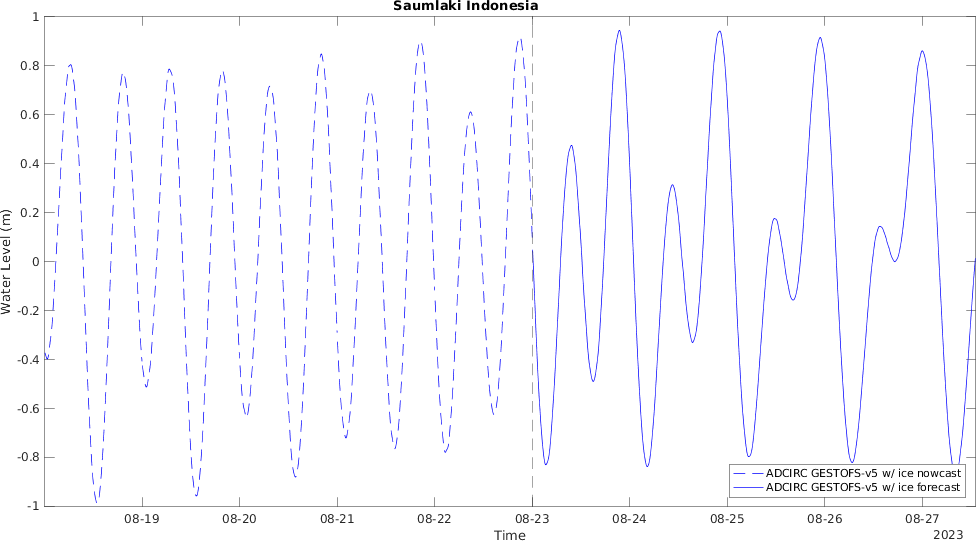 Saumlaki Indonesia
1
0.8
0.6
0.4
0.2
0
-0.2
-0.4
-0.6
-0.8
-1
Water Level (m)
08-19 08-20 08-21 08-22 08-23 08-24 08-25 08-26 08-27
Time
2023
ADCIRC GESTOFS-v5 w/ ice nowcast
ADCIRC GESTOFS-v5 w/ ice forecast